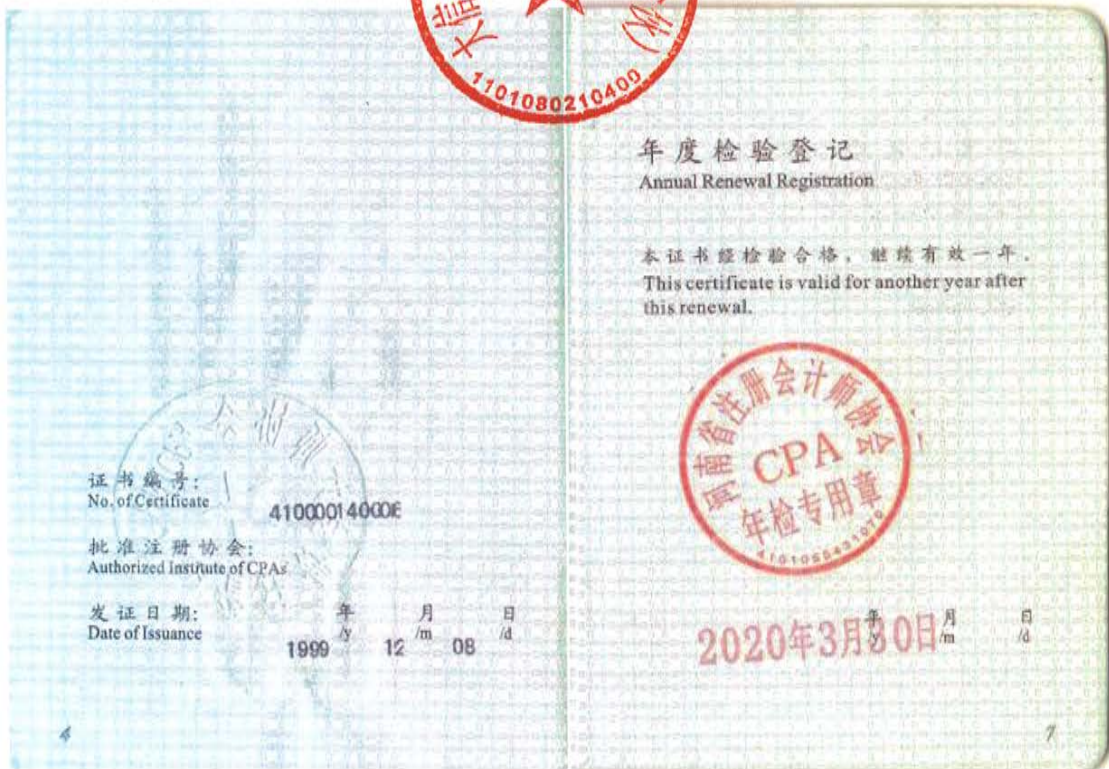 大信
1101080210400
年度检验登记
Annual Renewal Registration
本证书经检验合格，继续有效一年。
This certificate is valid for another year after
this renewal.
河南省注册会计师协会
CPA
年检专用章
证书编号:
No. of Certificate
批准注册协会:
Authorized Institute of CPAs
发证日期:
Date of Issuance
年 月 日
/y /m /d
1999 12 08
年 月 日
/y /m /d
2020年3月30日
4
7